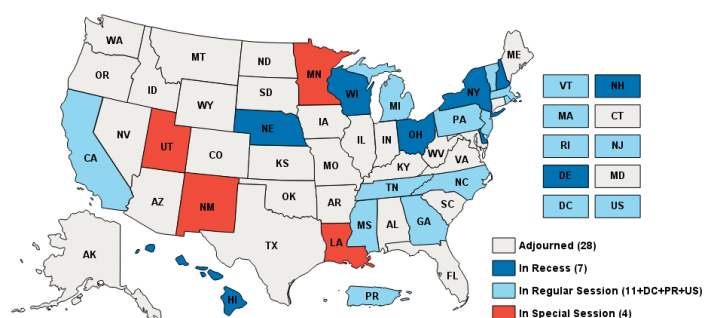 WA
MT
ND
MN
ME
OR
ID
SD
WI
NY
WY
MI
VT
NH
NE
IA
PA
MA
CT
NV
IL
IN
OH
RI
NJ
CA
UT
CO
KS
MO
WV
VA
KY
DE
MD
AZ
NM
OK
AR
TN
NC
SC
DC
US
TX
LA
MS
AL
GA
AK
FL
HI
PR
Adjourned (28)
In Recess (7)
In Regular Session (11+DC+PR+US)
In Special Session (4)